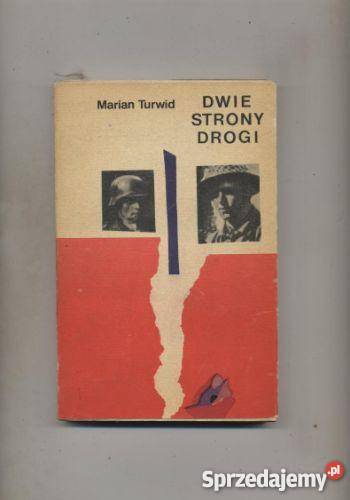 Marian Turwid
DWIE
STRONY
DROGI
Sprzedajemy.pl